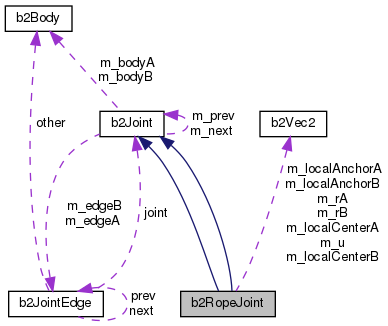 b2Body
m_bodyA
m_bodyB
other
b2Joint
m_prev
m_next
b2Vec2
m_localAnchorA
m_localAnchorB
m_rA
m_rB
m_localCenterA
m_u
m_localCenterB
m_edgeB
m_edgeA
joint
b2JointEdge
prev
next
b2RopeJoint